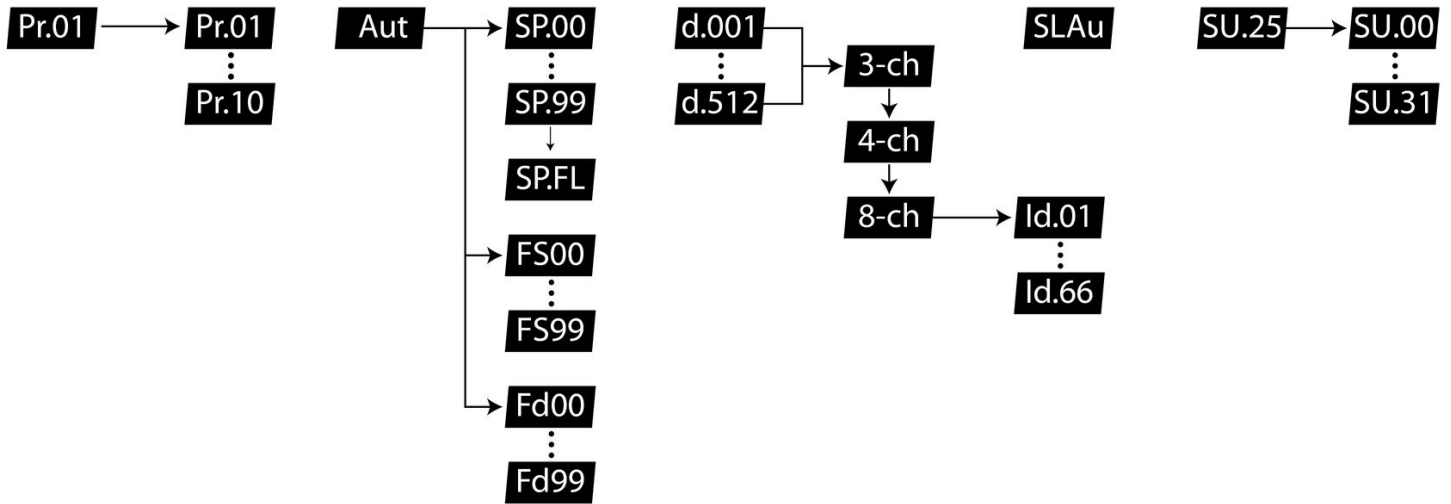 Pr.01
Pr.01
Pr.10
Aut
SP.00
SP.99
SP.FL
FS00
FS99
Fd00
Fd99
d.001
d.512
3-ch
4-ch
8-ch
Id.01
Id.66
SLAu
SU.25
SU.00
SU.31